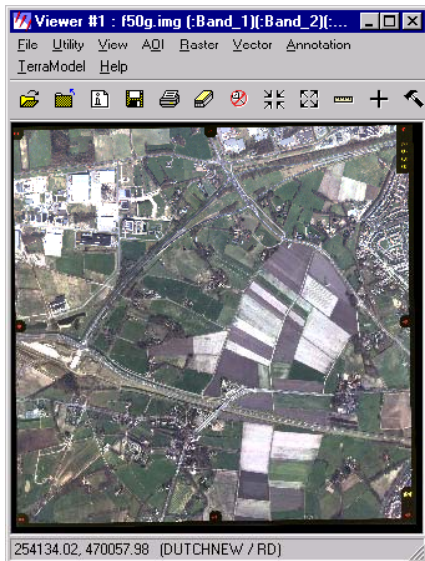 Viewer #1 : f50g.img (:Band_1)(:Band_2)(:...
File Utility View AOI Raster Vector Annotation
TerraModel Help
254134.02, 470057.98 (DUTCHNEW / RD)